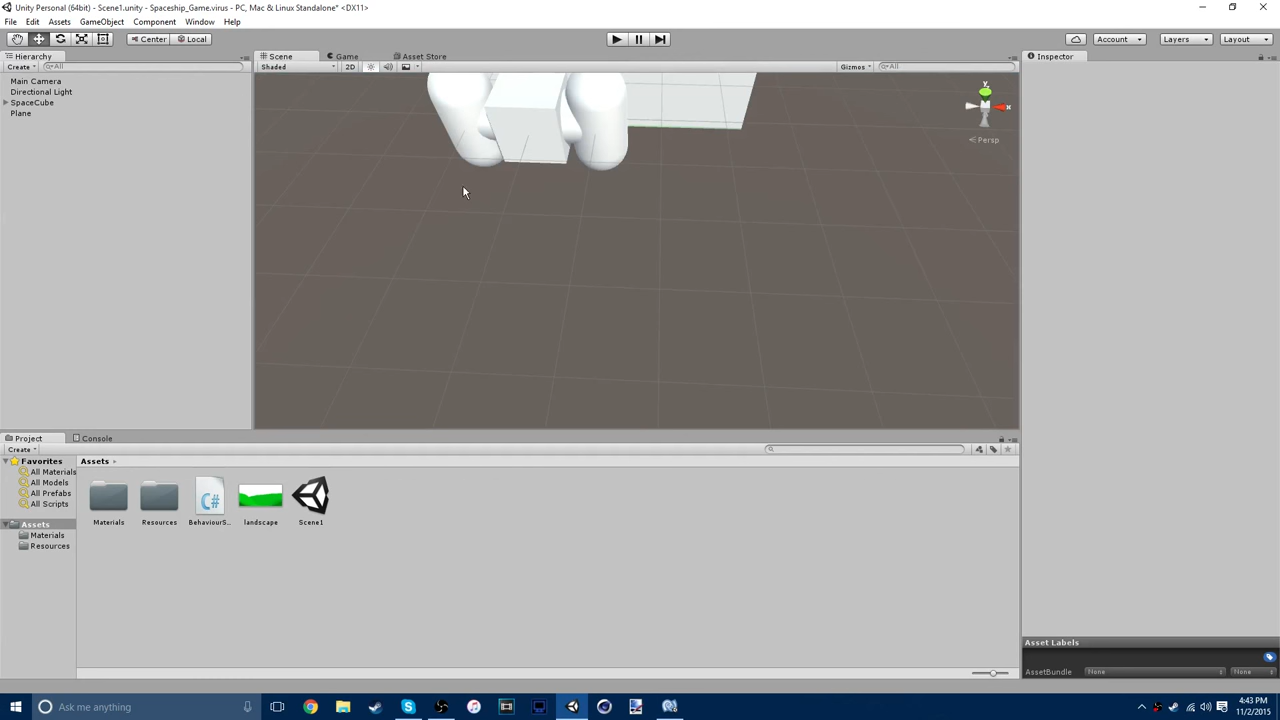 Unity Personal (64bit) - Scene1.unity - Spaceship_Game.virus - PC, Mac & Linux Standalone* <DX11>
File Edit Assets GameObject Component Window Help
Center Local Account Layers Layout
Hierarchy Scene Game Asset Store Inspector
Create All Shaded 2D Gizmos All
Main Camera
Directional Light
SpaceCube
Plane
y
x
Persp
Project Console
Create
Favorites Assets
All Materials
All Models
All Prefabs
All Scripts
C#
Materials Resources BehaviourS... landscape Scene1
Assets
Materials
Resources
Asset Labels
AssetBundle None None
Ask me anything
4:43 PM
11/2/2015